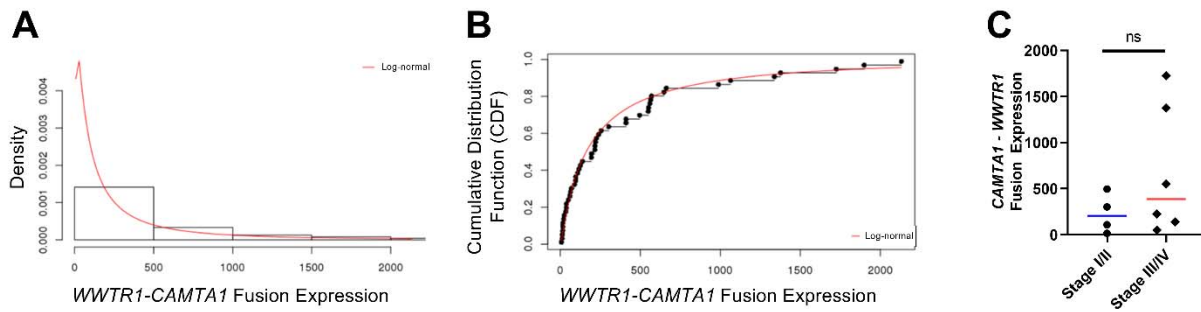 A
Log-normal
0.004
0.003
0.002
0.001
0.000
Density
0 500 1000 1500 2000
WWTR1-CAMTA1 Fusion Expression
B
Log-normal
1.0
0.8
0.6
0.4
0.2
0.0
Cumulative Distribution
Function (CDF)
0 500 1000 1500 2000
WWTR1-CAMTA1 Fusion Expression
C
ns
2000
1500
1000
500
0
CAMTA1 - WWTR1
Fusion Expression
Stage I/II
Stage III/IV